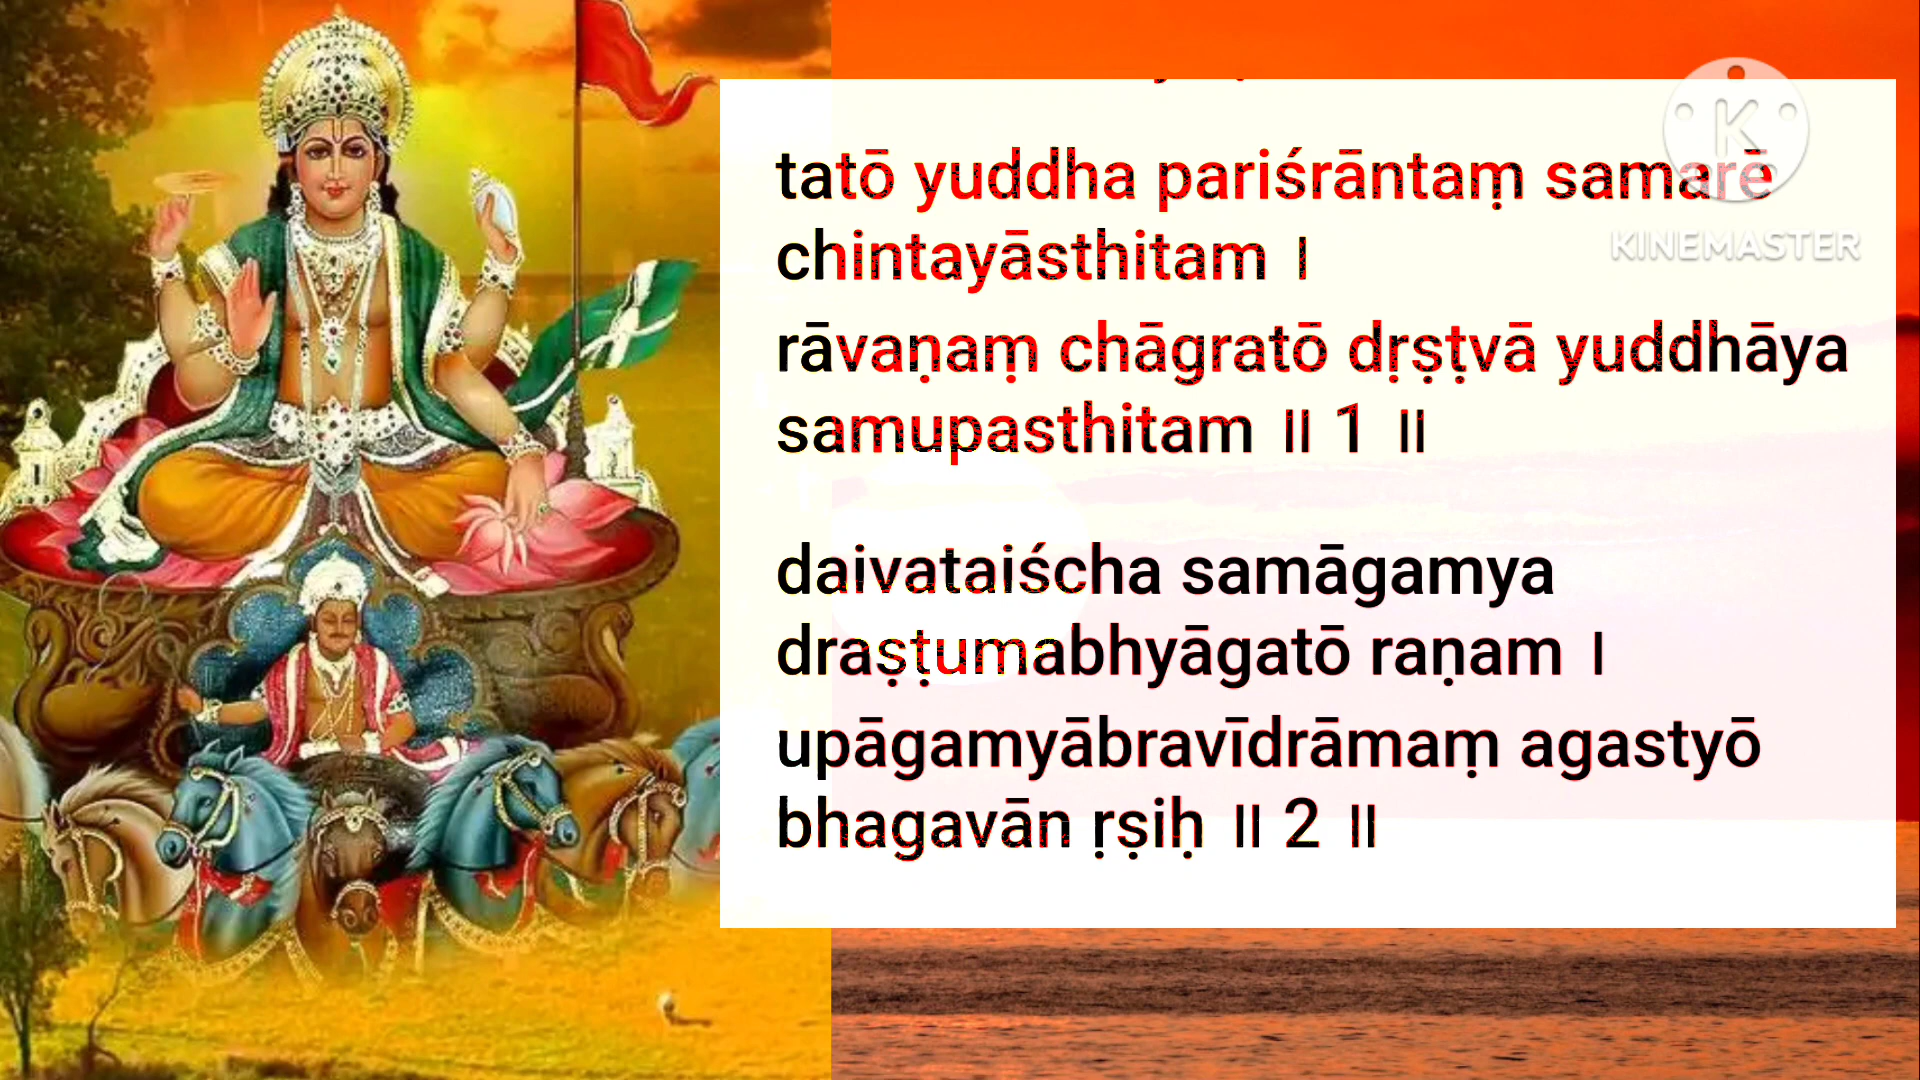 tatō yuddha pariśrāntaṃ samarē
chintayāsthitam ।
rāvaṇaṃ chāgratō dṛṣṭvā yuddhāya
samupasthitam ॥ 1 ॥
daivataiścha samāgamya
draṣṭumabhyāgatō raṇam ।
upāgamyābravīdrāmaṃ agastyō
bhagavān ṛṣiḥ ॥ 2 ॥
K
KINEMASTER